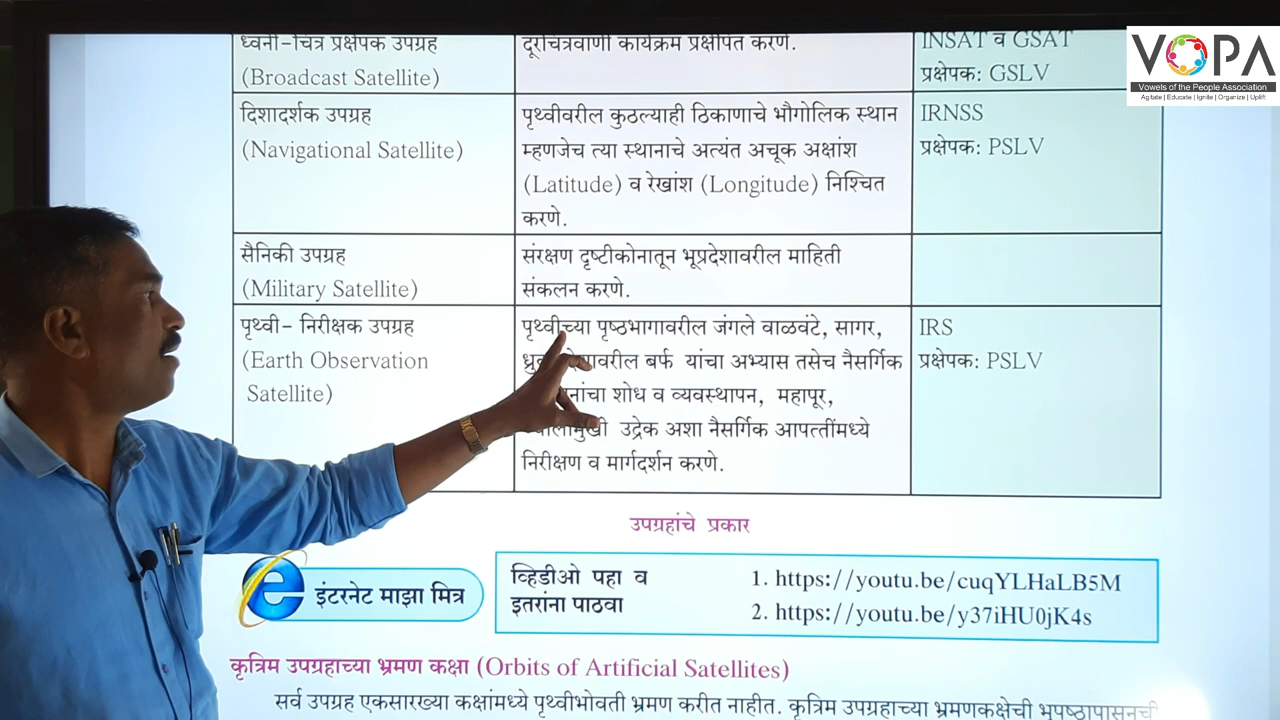 ध्वनी-चित्र प्रक्षेपक उपग्रह
(Broadcast Satellite)
दूरचित्रवाणी कार्यक्रम प्रक्षेपित करणे.
INSAT व GSAT
प्रक्षेपक: GSLV
VOPA
Vowels of the People Association
Agitate | Educate | Ignite | Organize | Uplift
दिशादर्शक उपग्रह
(Navigational Satellite)
पृथ्वीवरील कुठल्याही ठिकाणाचे भौगोलिक स्थान
म्हणजेच त्या स्थानाचे अत्यंत अचूक अक्षांश
(Latitude) व रेखांश (Longitude) निश्चित
करणे.
IRNSS
प्रक्षेपक: PSLV
सैनिकी उपग्रह
(Military Satellite)
संरक्षण दृष्टीकोनातून भूप्रदेशावरील माहिती
संकलन करणे.
पृथ्वी- निरीक्षक उपग्रह
(Earth Observation
Satellite)
पृथ्वीच्या पृष्ठभागावरील जंगले वाळवंटे, सागर,
बर्फ यांचा अभ्यास तसेच नैसर्गिक
शोध व व्यवस्थापन, महापूर,
उद्रेक अशा नैसर्गिक आपत्तींमध्ये
निरीक्षण व मार्गदर्शन करणे.
IRS
प्रक्षेपक: PSLV
उपग्रहांचे प्रकार
इंटरनेट माझा मित्र
व्हिडीओ पहा व
इतरांना पाठवा
1. https://youtu.be/cuqYLHaLB5M
2. https://youtu.be/y37iHU0jK4s
कृत्रिम उपग्रहाच्या भ्रमण कक्षा (Orbits of Artificial Satellites)
सर्व उपग्रह एकसारख्या कक्षांमध्ये पृथ्वीभोवती भ्रमण करीत नाहीत. कृत्रिम उपग्रहाच्या भ्रमणकक्षेची भूपृष्ठापासूनची